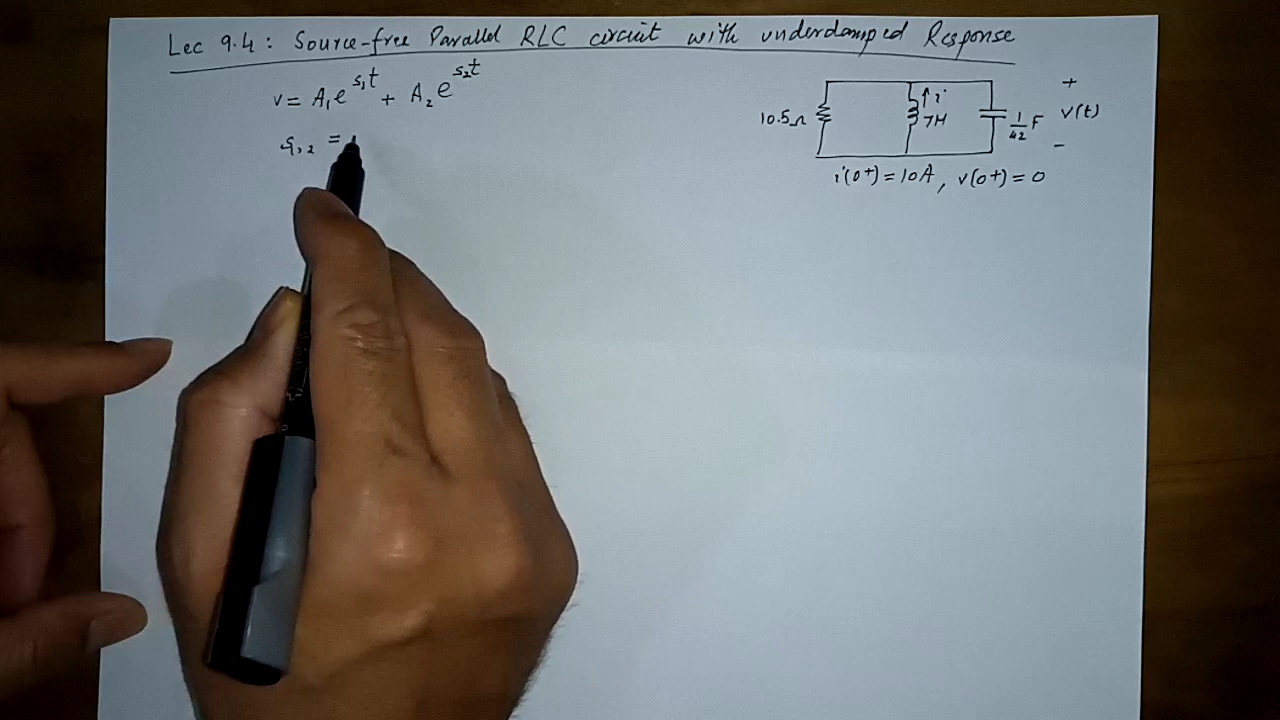 Lec 9.4: Source-free Parallel RLC circuit with underdamped Response
v = A₁e^s₁t + A₂e^s₂t
s₁,₂ =
10.5Ω
↑i
7H
1/42 F
+
v(t)
-
i(0+) = 10A, v(0+) = 0